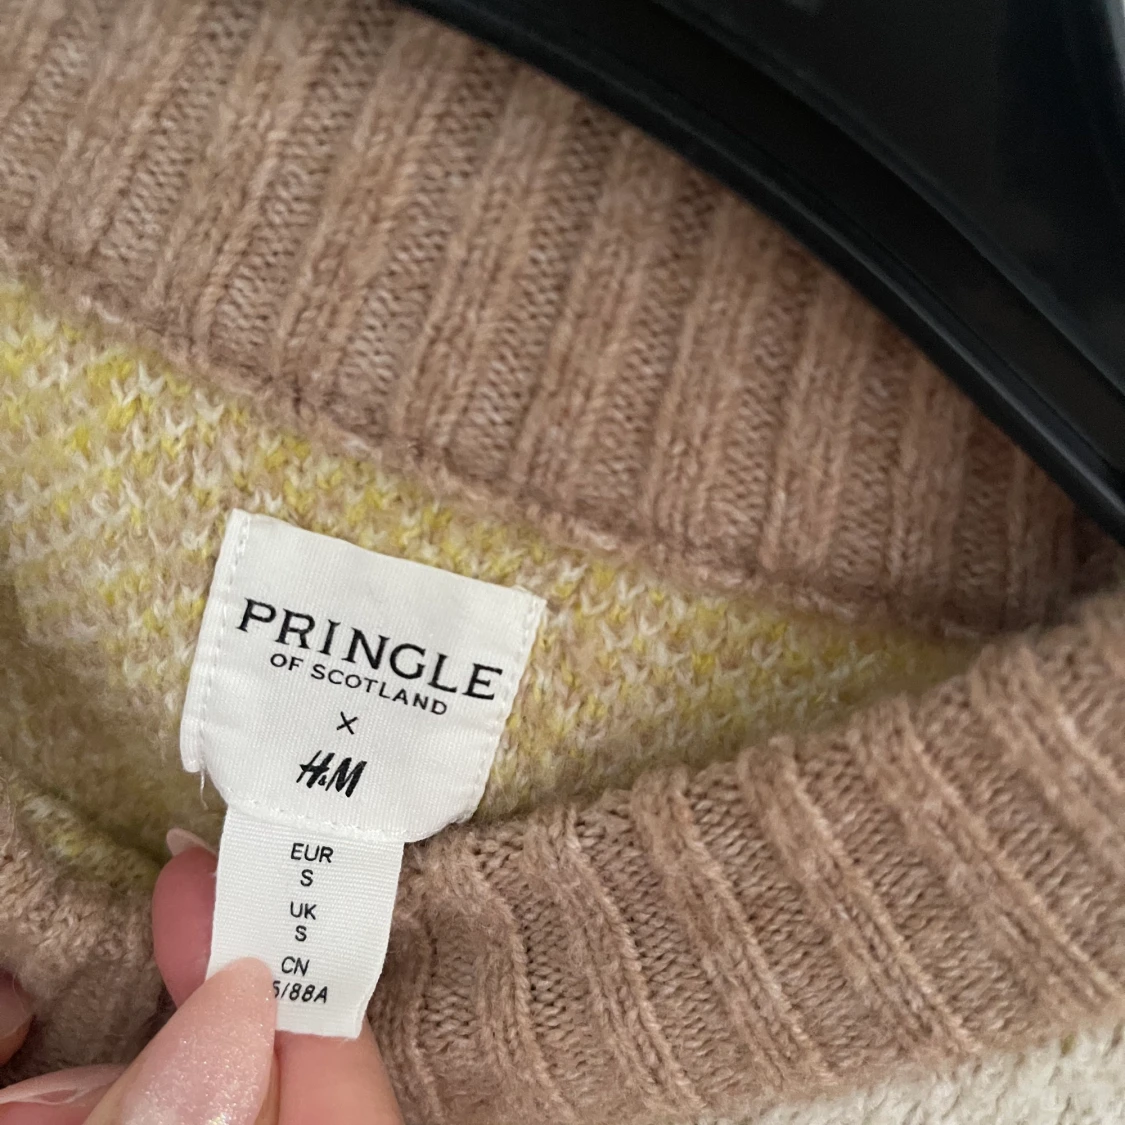 PRINGLE
OF SCOTLAND
X
H&M
EUR
S
UK
S
CN
5/88A